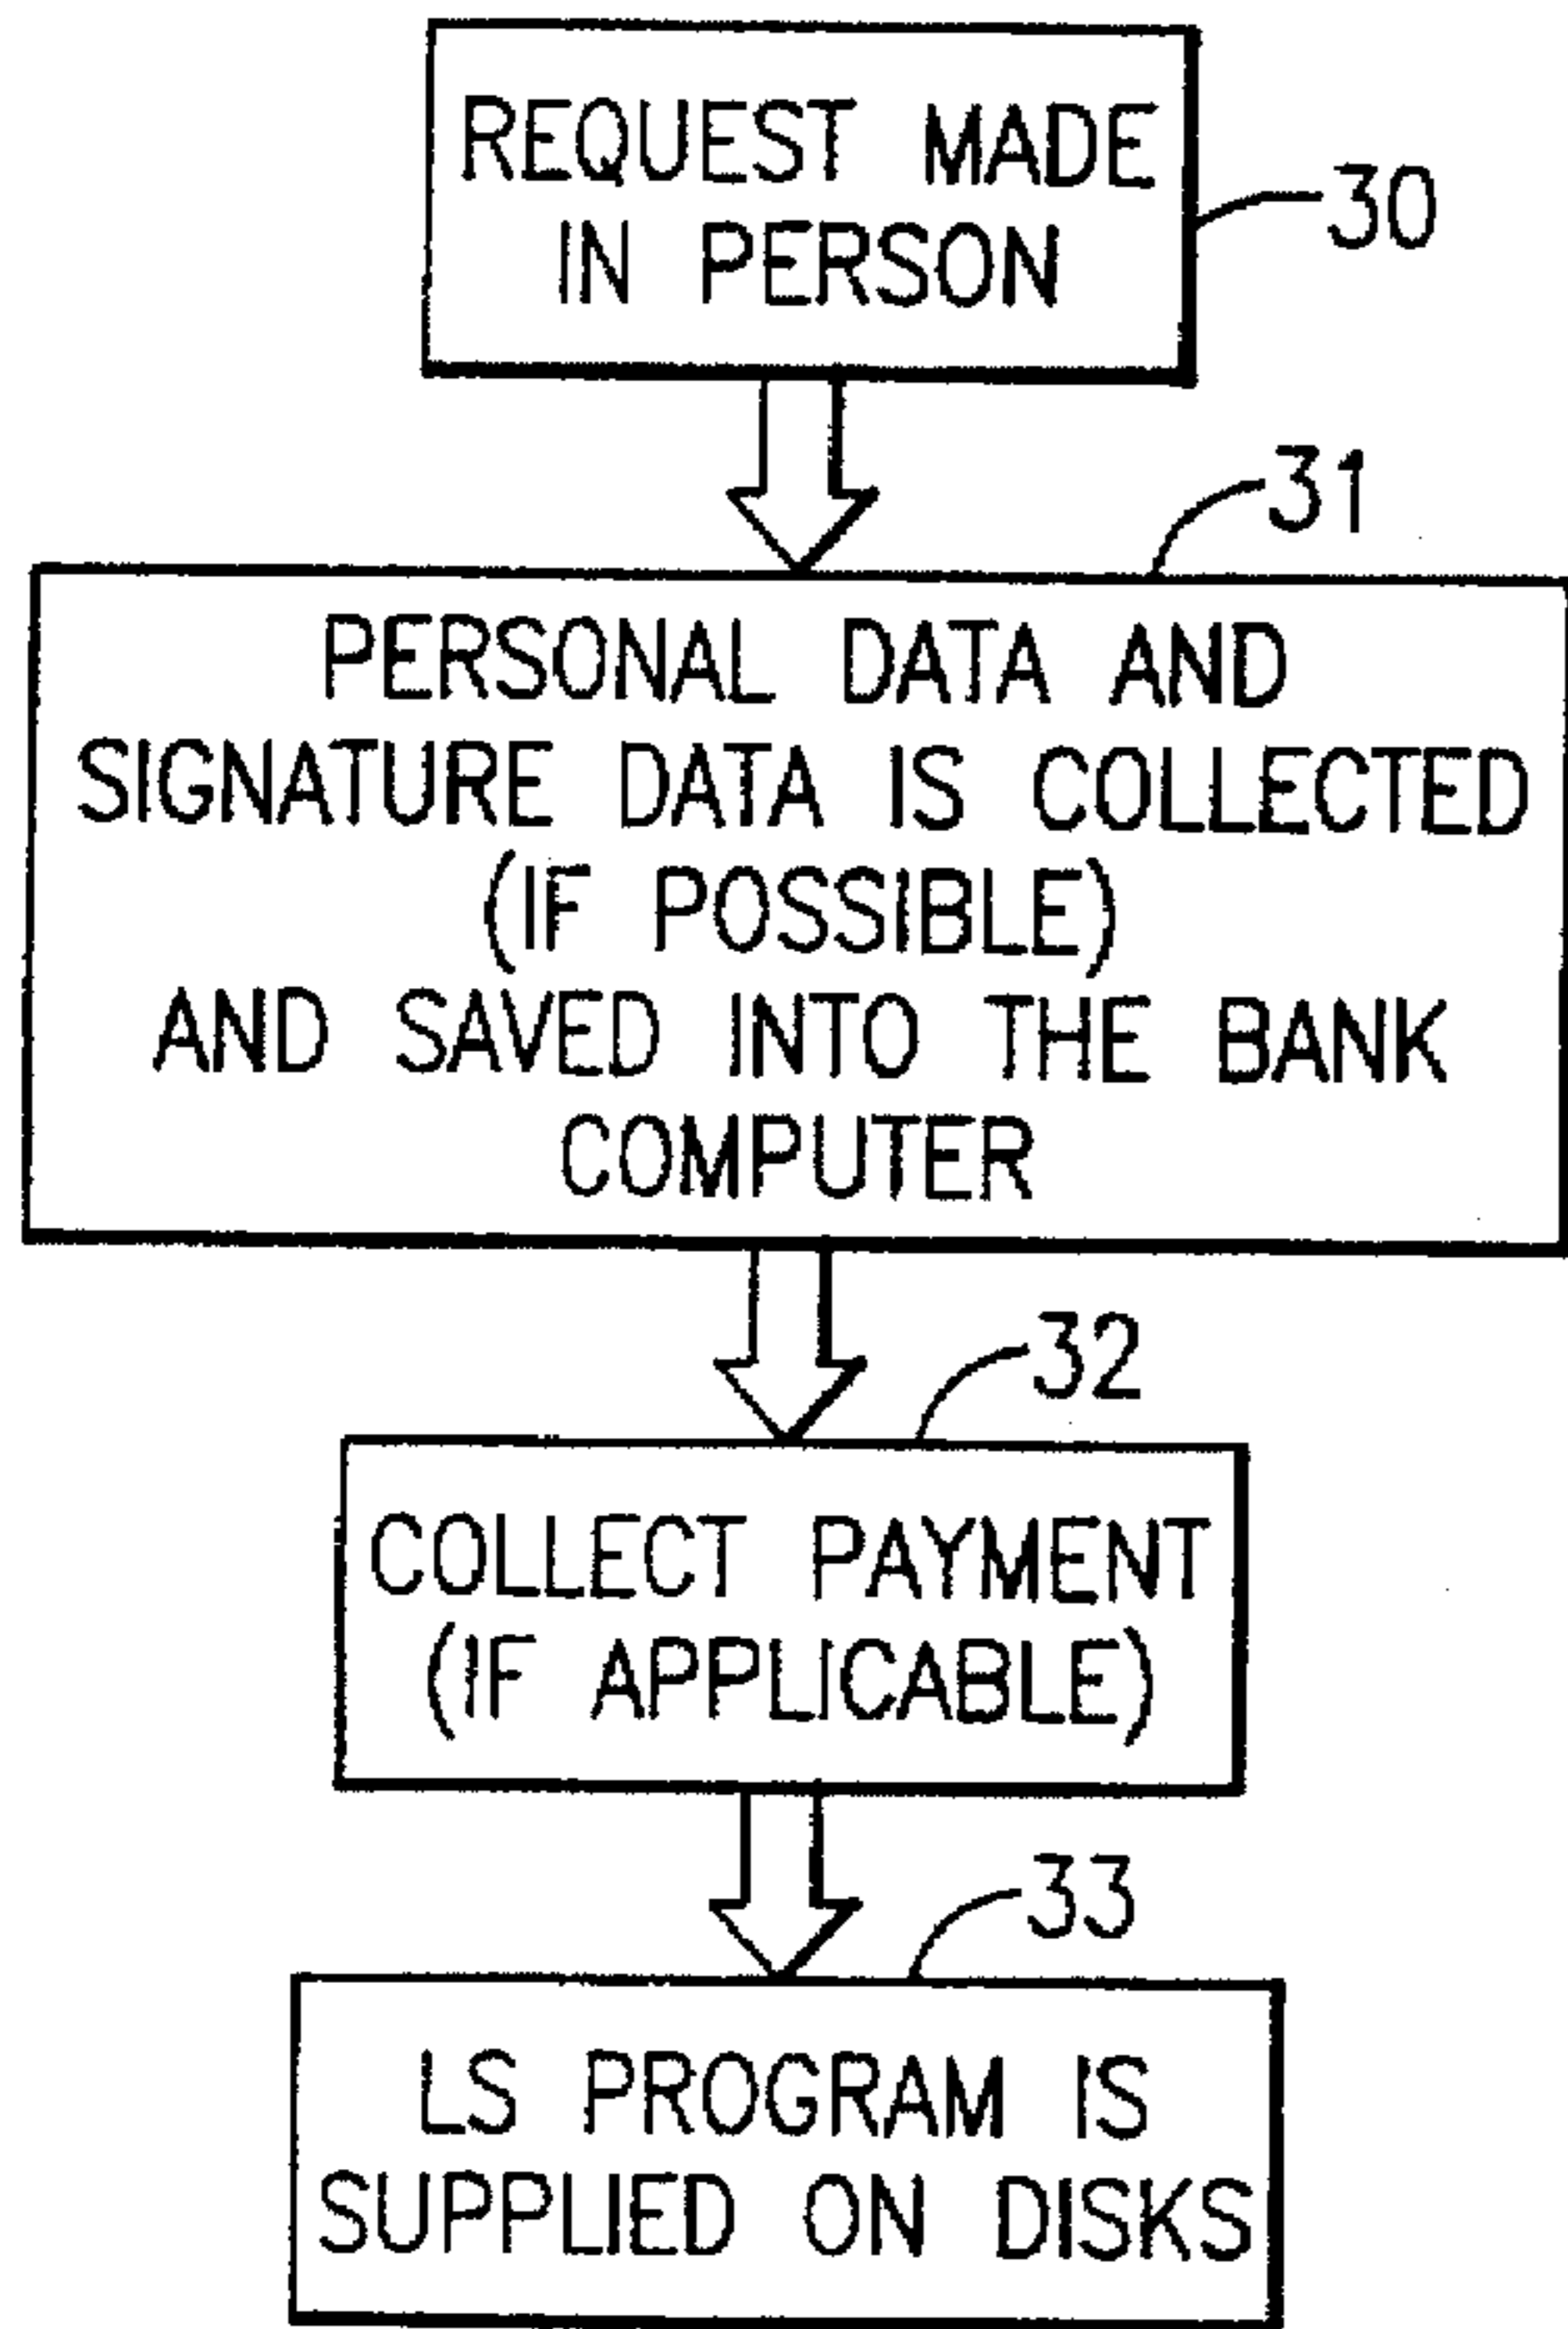 REQUEST MADE
IN PERSON
30
31
PERSONAL DATA AND
SIGNATURE DATA IS COLLECTED
(IF POSSIBLE)
AND SAVED INTO THE BANK
COMPUTER
32
COLLECT PAYMENT
(IF APPLICABLE)
33
LS PROGRAM IS
SUPPLIED ON DISKS